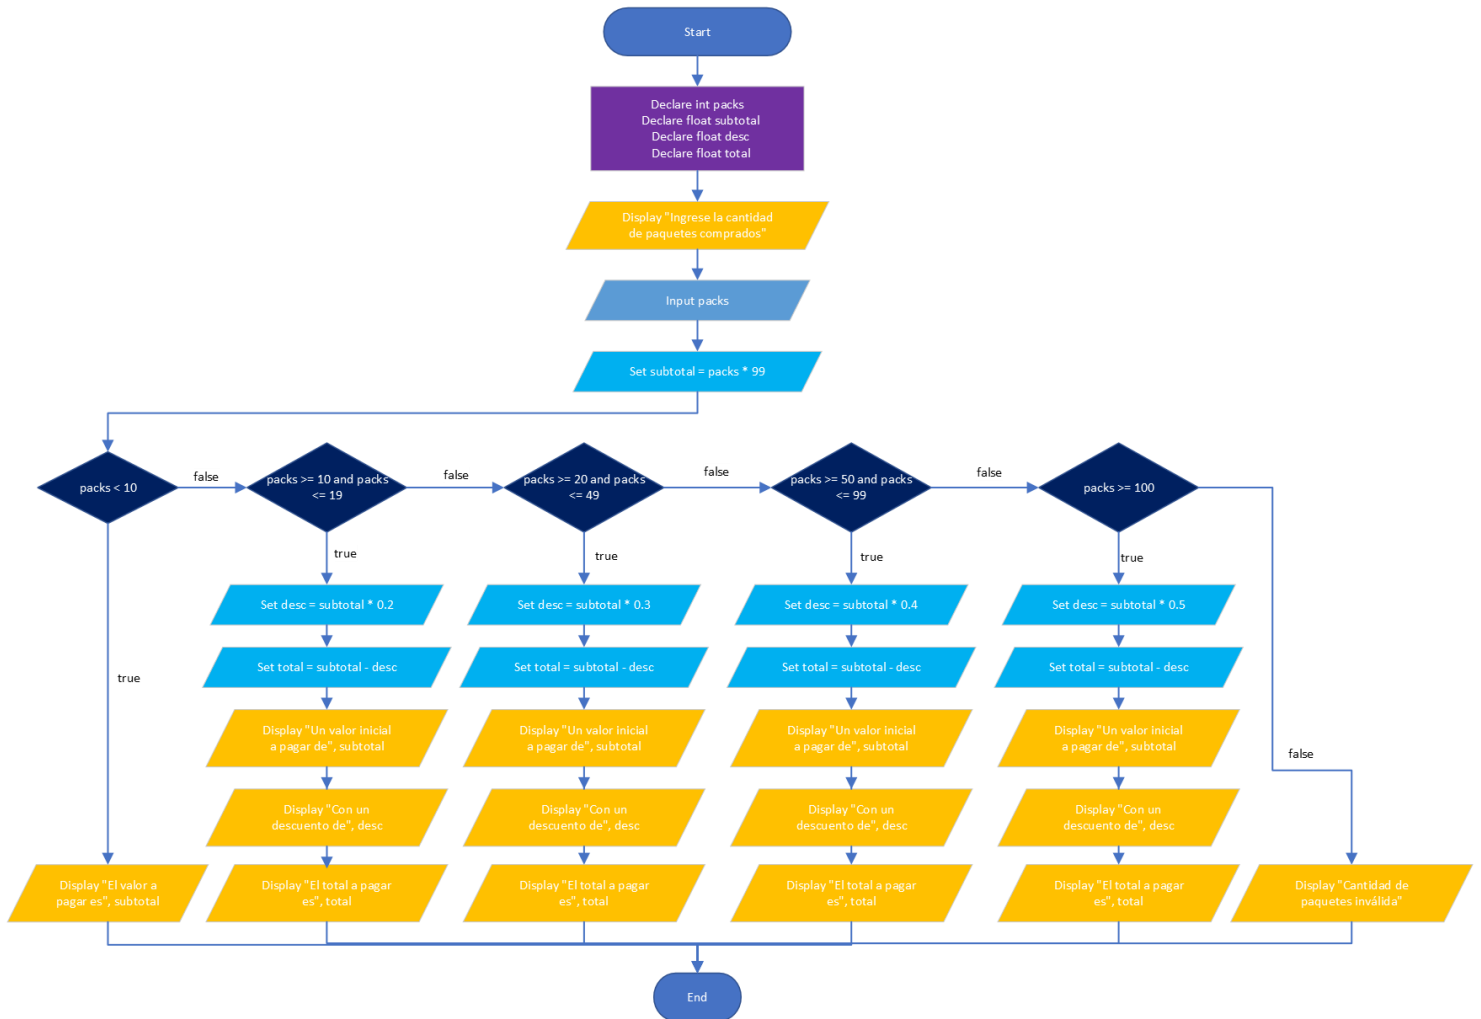 Start
Declare int packs
Declare float subtotal
Declare float desc
Declare float total
Display "Ingrese la cantidad
de paquetes comprados"
Input packs
Set subtotal = packs * 99
packs < 10
false
packs >= 10 and packs
<= 19
false
packs >= 20 and packs
<= 49
false
packs >= 50 and packs
<= 99
false
packs >= 100
true
true
true
true
true
false
Set desc = subtotal * 0.2
Set desc = subtotal * 0.3
Set desc = subtotal * 0.4
Set desc = subtotal * 0.5
Set total = subtotal - desc
Set total = subtotal - desc
Set total = subtotal - desc
Set total = subtotal - desc
Display "Un valor inicial
a pagar de", subtotal
Display "Un valor inicial
a pagar de", subtotal
Display "Un valor inicial
a pagar de", subtotal
Display "Un valor inicial
a pagar de", subtotal
Display "Con un
descuento de", desc
Display "Con un
descuento de", desc
Display "Con un
descuento de", desc
Display "Con un
descuento de", desc
Display "El valor a
pagar es", subtotal
Display "El total a pagar
es", total
Display "El total a pagar
es", total
Display "El total a pagar
es", total
Display "El total a pagar
es", total
Display "Cantidad de
paquetes inválida"
End